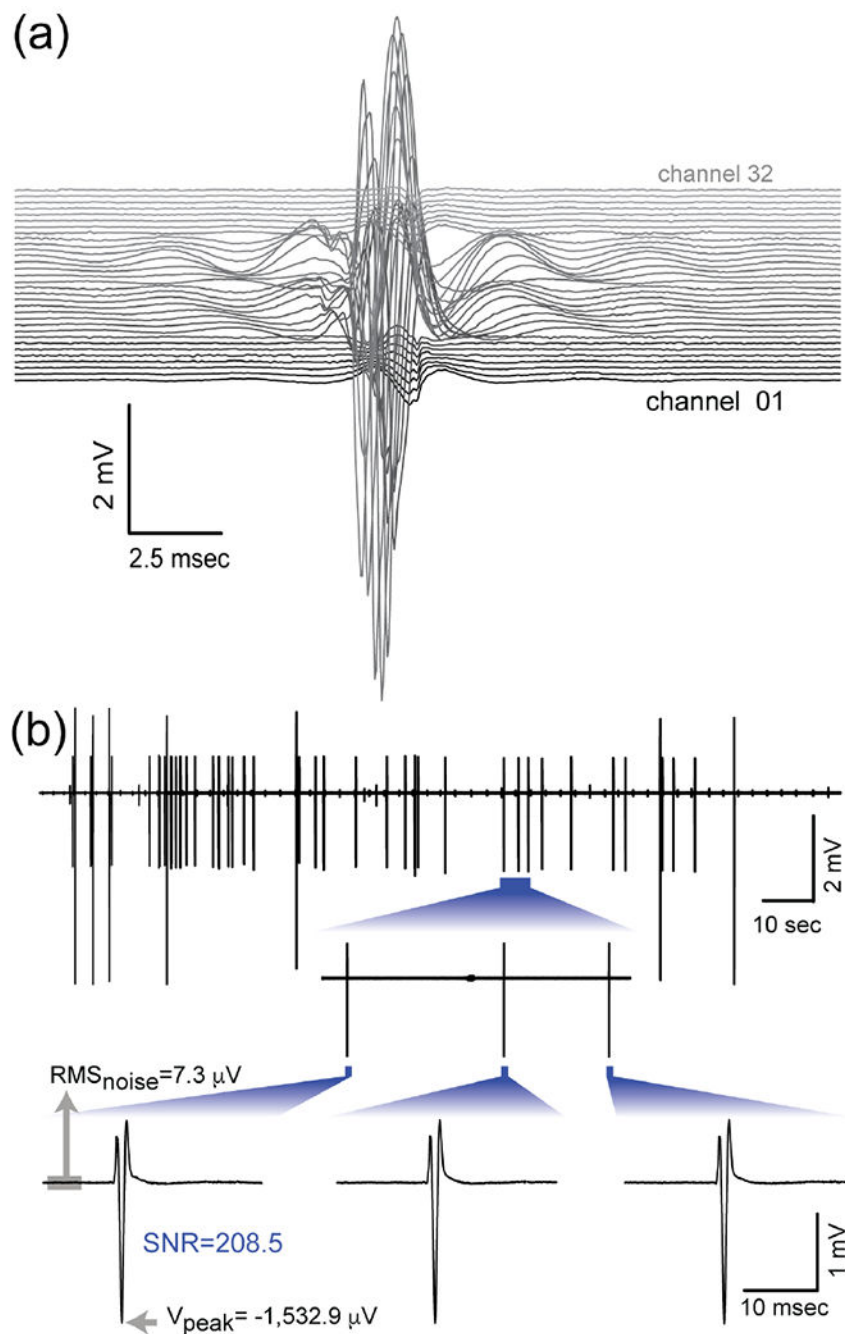 (a)
channel 32
channel 01
2 mV
2.5 msec
(b)
2 mV
10 sec
RMSnoise=7.3 µV
SNR=208.5
1 mV
10 msec
Vpeak= -1,532.9 µV